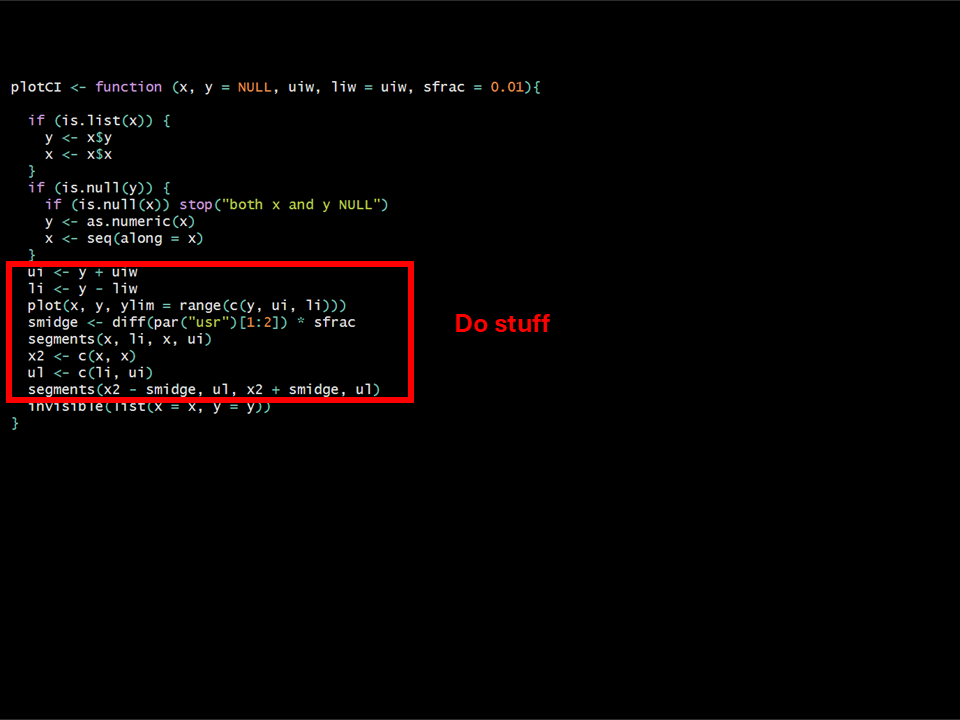 plotCI <- function (x, y = NULL, uiw, liw = uiw, sfrac = 0.01){
if (is.list(x)) {
y <- x$y
x <- x$x
}
if (is.null(y)) {
if (is.null(x)) stop("both x and y NULL")
y <- as.numeric(x)
x <- seq(along = x)
}
ui <- y + uiw
li <- y - liw
plot(x, y, ylim = range(c(y, ui, li)))
smidge <- diff(par("usr")[1:2]) * sfrac
segments(x, li, x, ui)
x2 <- c(x, x)
ul <- c(li, ui)
segments(x2 - smidge, ul, x2 + smidge, ul)
invisible(list(x = x, y = y))
}
Do stuff